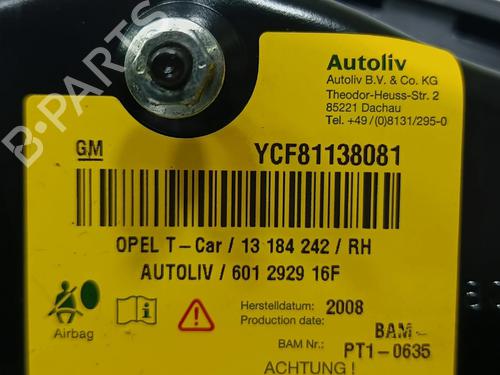 Autoliv
Autoliv B.V. & Co. KG
Theodor-Heuss-Str. 2
85221 Dachau
Tel. +49 /(0)8131/295-0
GM
YCF81138081
OPEL T-Car / 13 184 242 / RH
AUTOLIV / 601 2929 16F
Airbag
Herstelldatum: 2008
Production date:
BAM-
BAM Nr.: PT1-0635
ACHTUNG !
B-PARTS